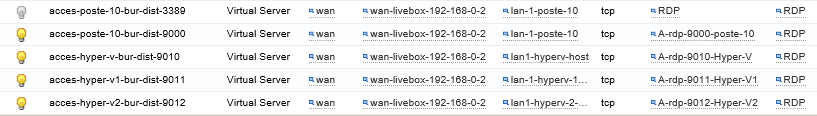 acces-poste-10-bur-dist-3389 Virtual Server wan wan-livebox-192-168-0-2 lan-1-poste-10 tcp RDP RDP
acces-poste-10-bur-dist-9000 Virtual Server wan wan-livebox-192-168-0-2 lan-1-poste-10 tcp A-rdp-9000-poste-10 RDP
acces-hyper-v-bur-dist-9010 Virtual Server wan wan-livebox-192-168-0-2 lan1-hyperv-host tcp A-rdp-9010-Hyper-V RDP
acces-hyper-v1-bur-dist-9011 Virtual Server wan wan-livebox-192-168-0-2 lan1-hyperv-1... tcp A-rdp-9011-Hyper-V1 RDP
acces-hyper-v2-bur-dist-9012 Virtual Server wan wan-livebox-192-168-0-2 lan1-hyperv-2-... tcp A-rdp-9012-Hyper-V2 RDP